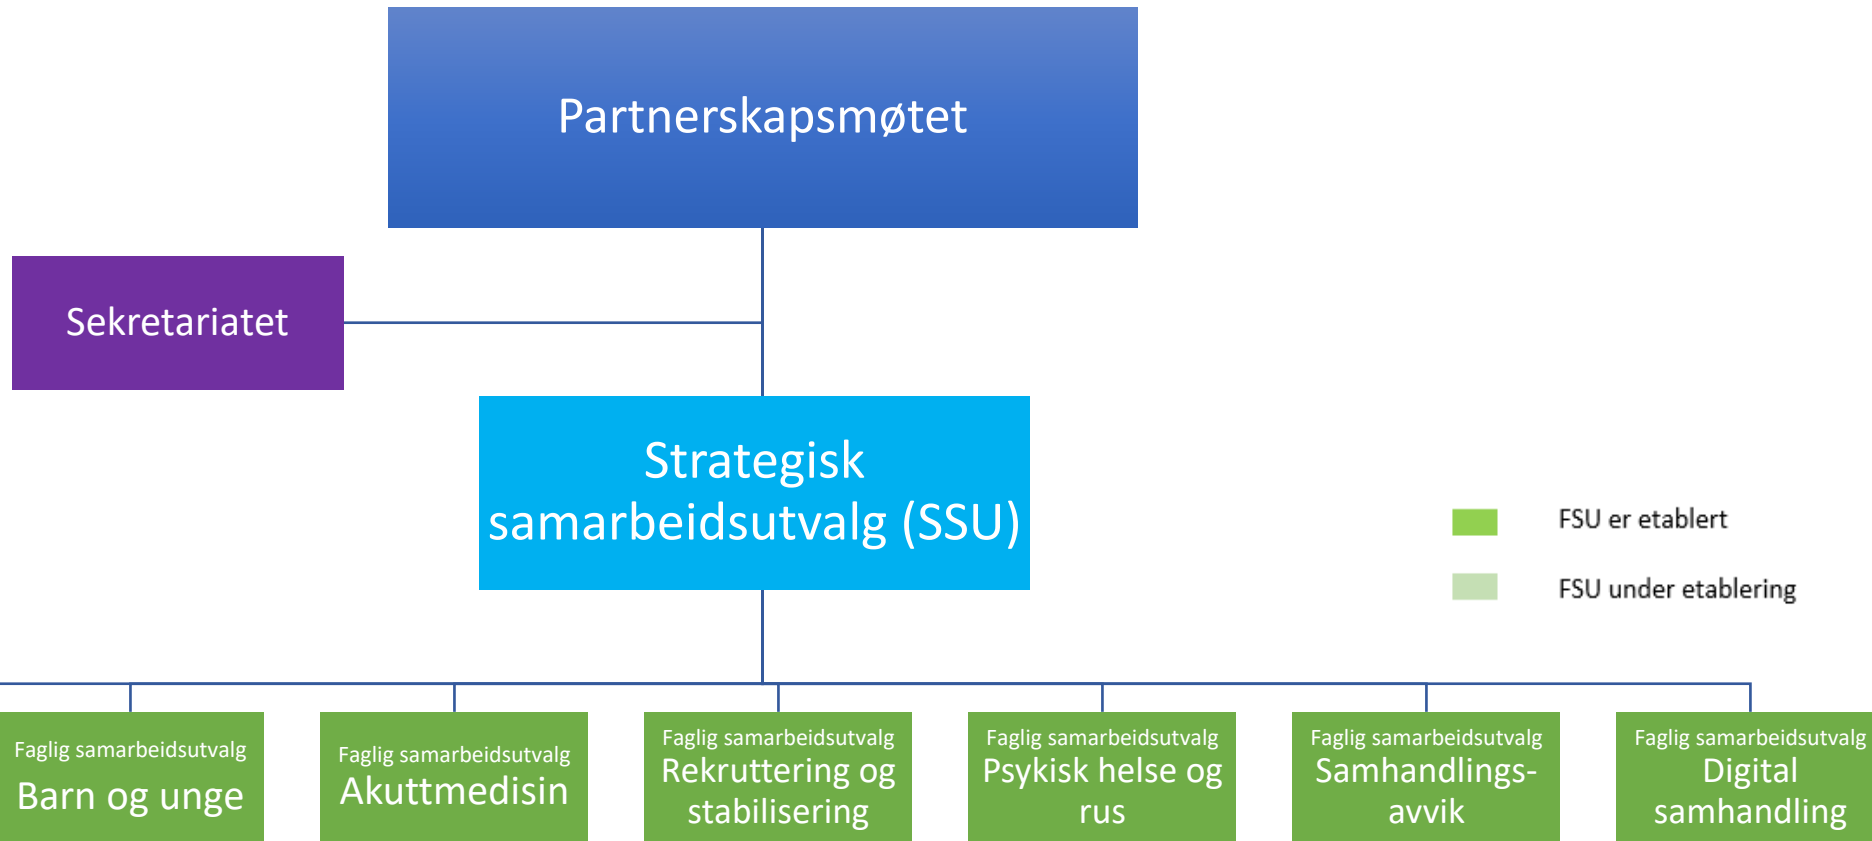 Partnerskapsmøtet
Sekretariatet
Strategisk
samarbeidsutvalg (SSU)
FSU er etablert
FSU under etablering
Faglig samarbeidsutvalg
Barn og unge
Faglig samarbeidsutvalg
Akuttmedisin
Faglig samarbeidsutvalg
Rekruttering og
stabilisering
Faglig samarbeidsutvalg
Psykisk helse og
rus
Faglig samarbeidsutvalg
Samhandlings-
avvik
Faglig samarbeidsutvalg
Digital
samhandling